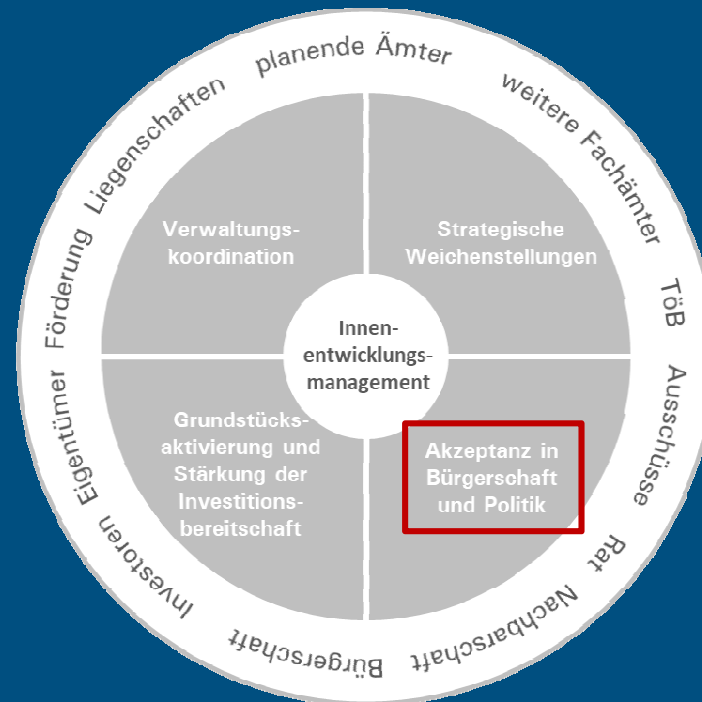 planende Ämter
weitere Fachämter
TöB
Ausschüsse
Rat
Nachbarschaft
Bürgerschaft
Investoren
Eigentümer
Förderung
Liegenschaften
Verwaltungs-
koordination
Strategische
Weichenstellungen
Innen-
entwicklungs-
management
Grundstücks-
aktivierung und
Stärkung der
Investitions-
bereitschaft
Akzeptanz in
Bürgerschaft
und Politik